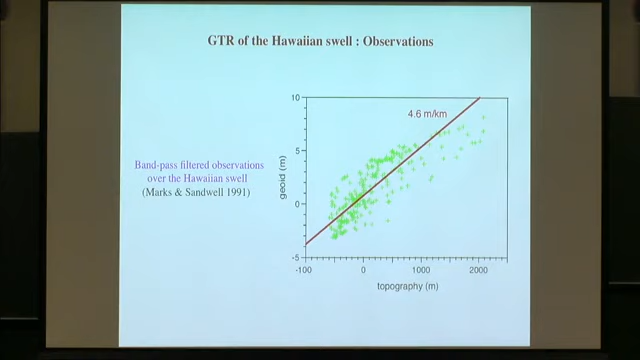 GTR of the Hawaiian swell : Observations
Band-pass filtered observations
over the Hawaiian swell
(Marks & Sandwell 1991)
10
5
0
-5
geoid (m)
4.6 m/km
-100
0
1000
2000
topography (m)